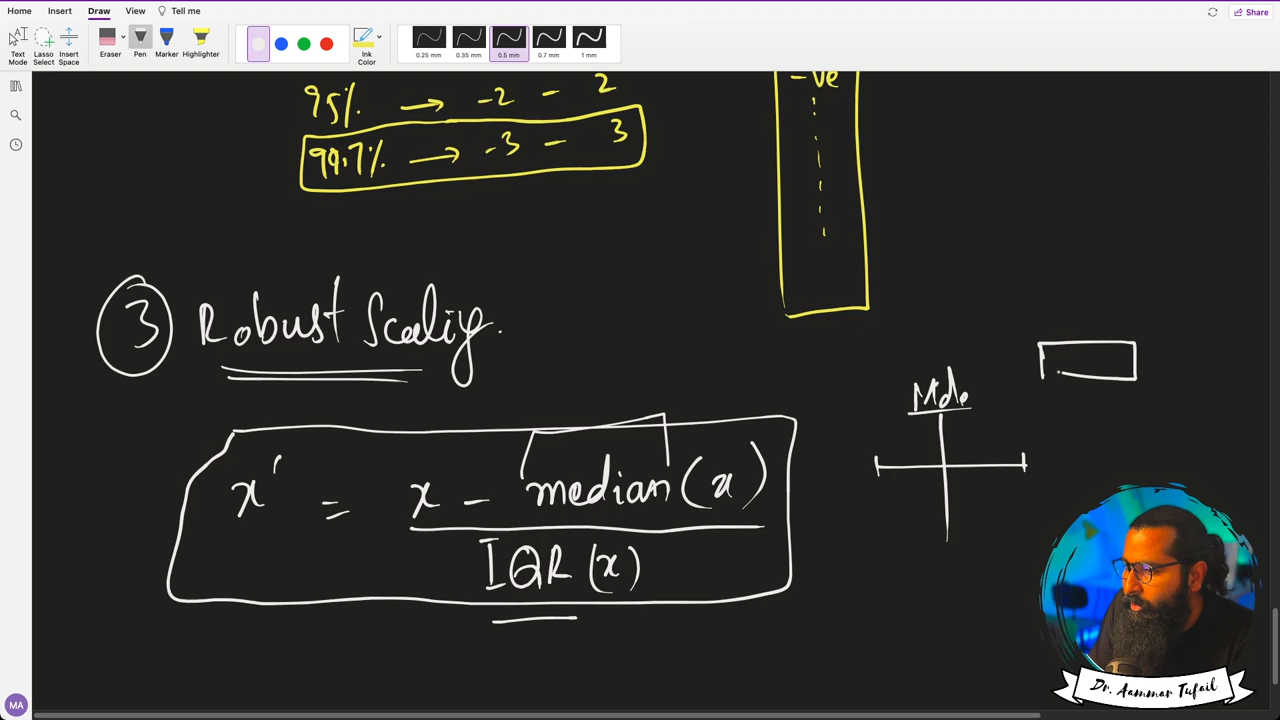 Home Insert Draw View Tell me Share
Text Mode Lasso Select Insert Space Eraser Pen Marker Highlighter Ink Color 0.25 mm 0.35 mm 0.5 mm 0.7 mm 1 mm
-ve
95% → -2 - 2
99.7% → -3 - 3
3 Robust Scaling.
x' = x - median(x)
IQR (x)
MA
Dr. Aammar Tufail